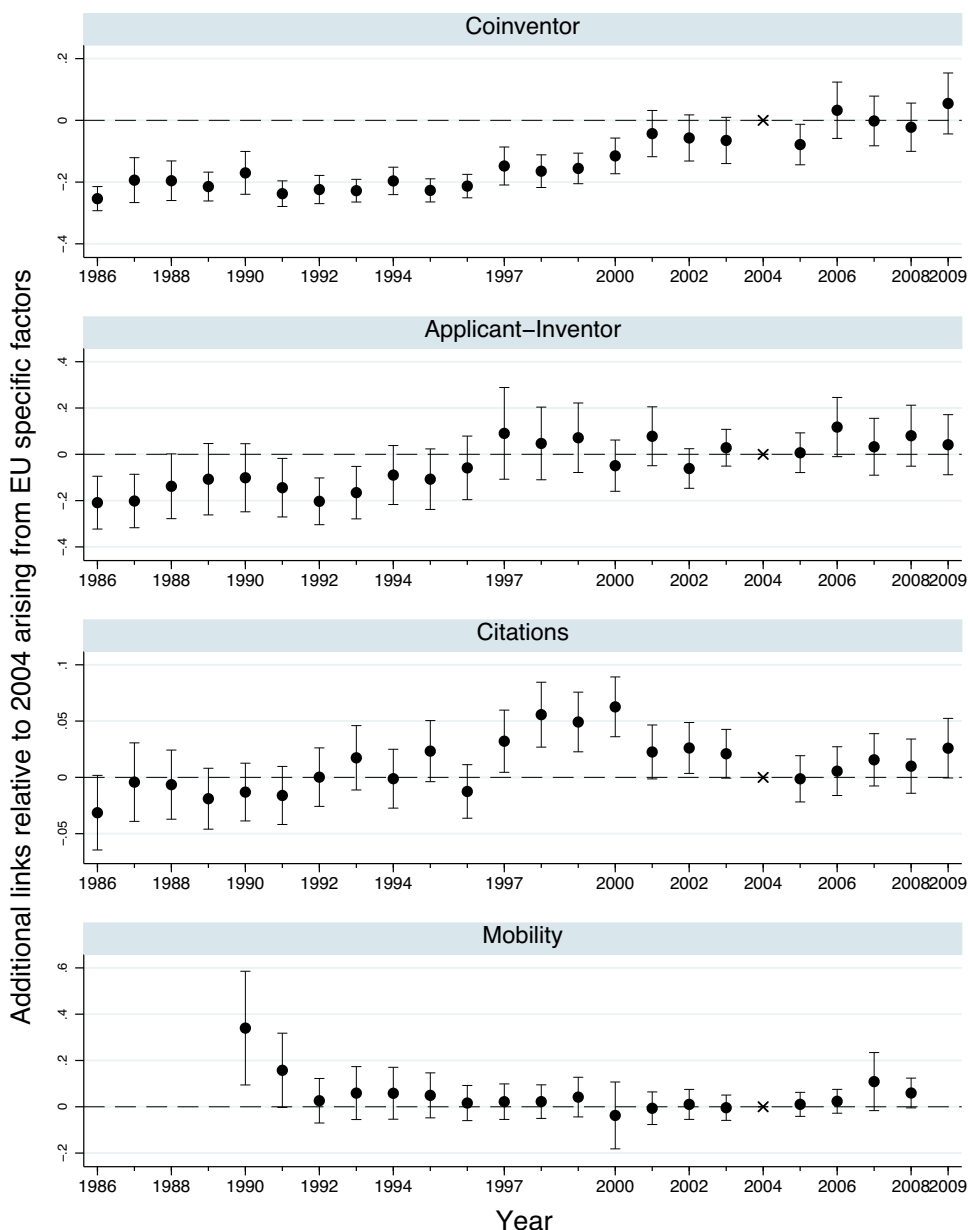 Additional links relative to 2004 arising from EU specific factors
Coinventor
.2
0
-.2
-.4
1986 1988 1990 1992 1994 1997 2000 2002 2004 2006 2008 2009
Applicant−Inventor
.4
.2
0
-.2
-.4
1986 1988 1990 1992 1994 1997 2000 2002 2004 2006 2008 2009
Citations
.1
.05
0
-.05
1986 1988 1990 1992 1994 1997 2000 2002 2004 2006 2008 2009
Mobility
.6
.4
.2
0
-.2
1986 1988 1990 1992 1994 1997 2000 2002 2004 2006 2008 2009
Year